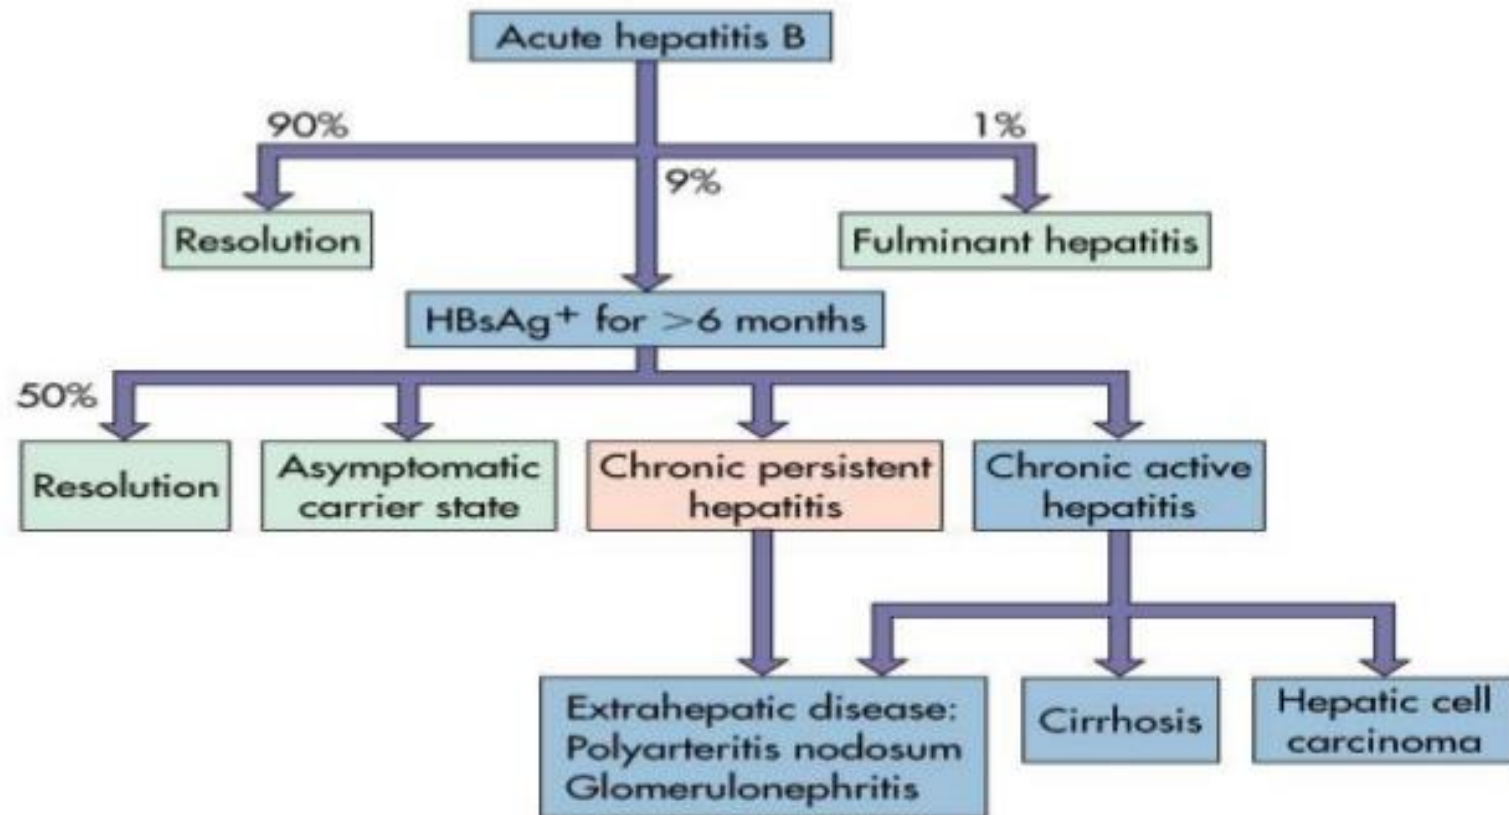 Acute hepatitis B
90%
1%
9%
Resolution
Fulminant hepatitis
HBsAg+ for >6 months
50%
Resolution
Asymptomatic
carrier state
Chronic persistent
hepatitis
Chronic active
hepatitis
Extrahepatic disease:
Polyarteritis nodosum
Glomerulonephritis
Cirrhosis
Hepatic cell
carcinoma